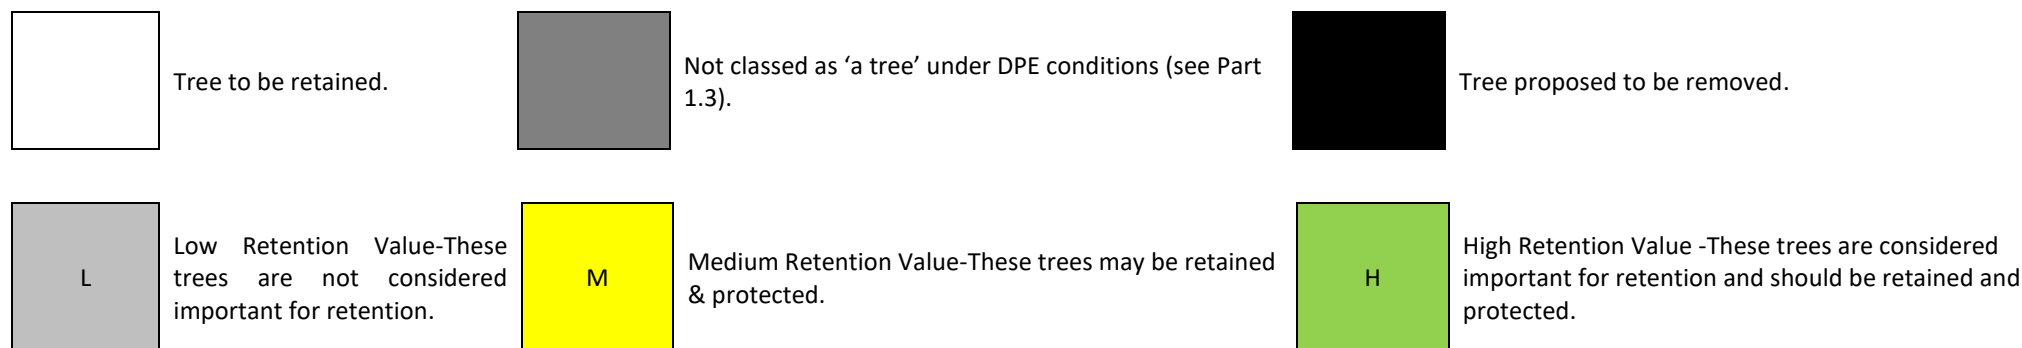 Tree to be retained.
Not classed as ‘a tree’ under DPE conditions (see Part
1.3).
Tree proposed to be removed.
L
Low Retention Value-These
trees are not considered
important for retention.
M
Medium Retention Value-These trees may be retained
& protected.
H
High Retention Value -These trees are considered
important for retention and should be retained and
protected.